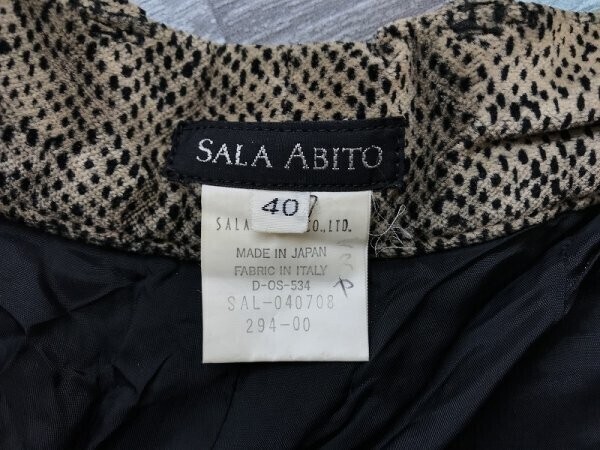 SALA ABITO
40
SALA CO.,LTD.
MADE IN JAPAN
FABRIC IN ITALY
D-OS-534
SAL-040708
294-00